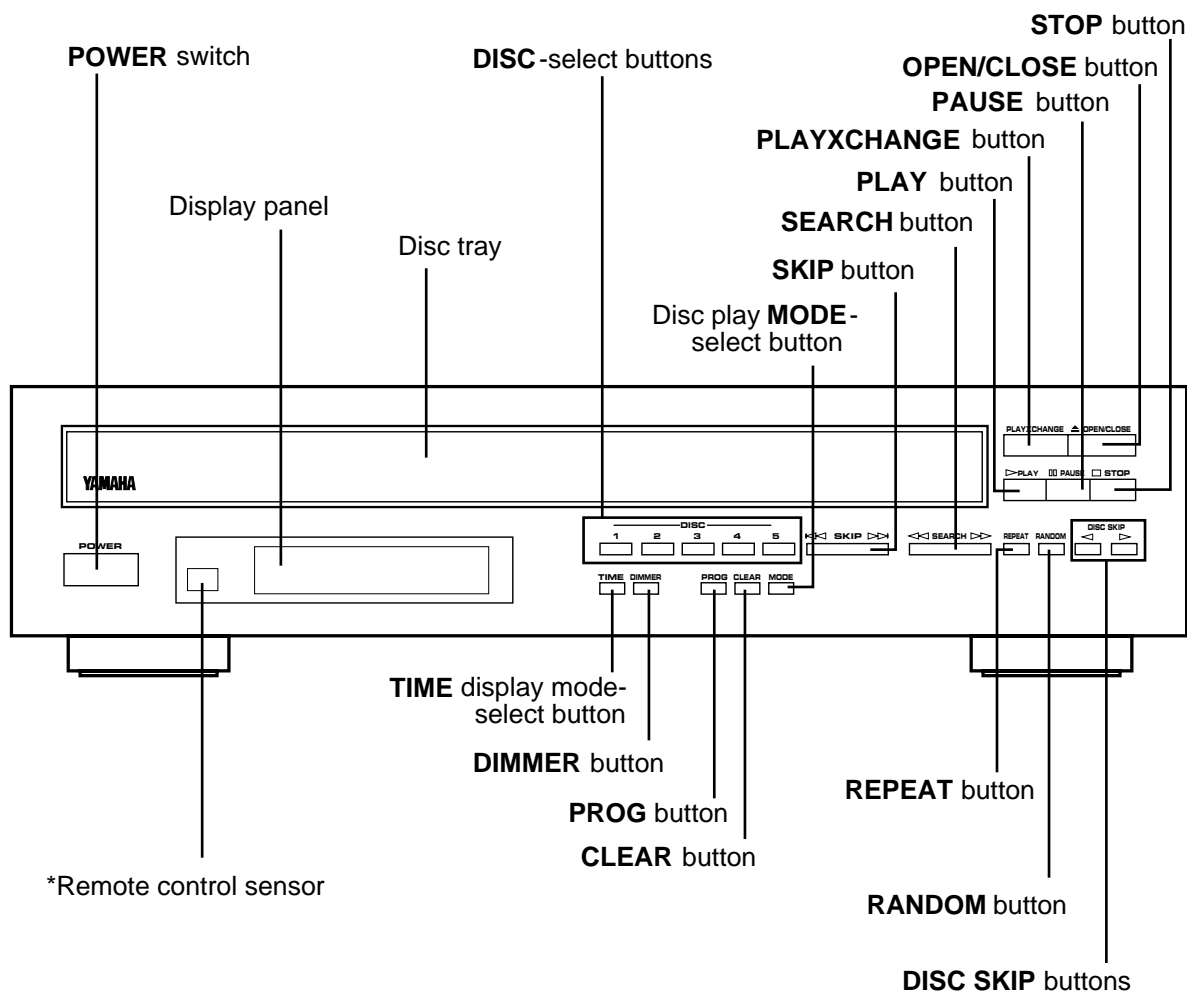 STOP button
POWER switch
DISC-select buttons
OPEN/CLOSE button
PAUSE button
PLAYXCHANGE button
PLAY button
Display panel
SEARCH button
Disc tray
SKIP button
Disc play MODE-
select button
PLAYXCHANGE ≜ OPEN/CLOSE
YAMAHA
▷PLAY ▯▯ PAUSE □ STOP
POWER
DISC
1 2 3 4 5
|◁◁ SKIP ▷▷|
◁◁ SEARCH ▷▷
REPEAT RANDOM
DISC SKIP
◁ ▷
TIME DIMMER PROG CLEAR MODE
TIME display mode-
select button
DIMMER button
PROG button
CLEAR button
REPEAT button
*Remote control sensor
RANDOM button
DISC SKIP buttons